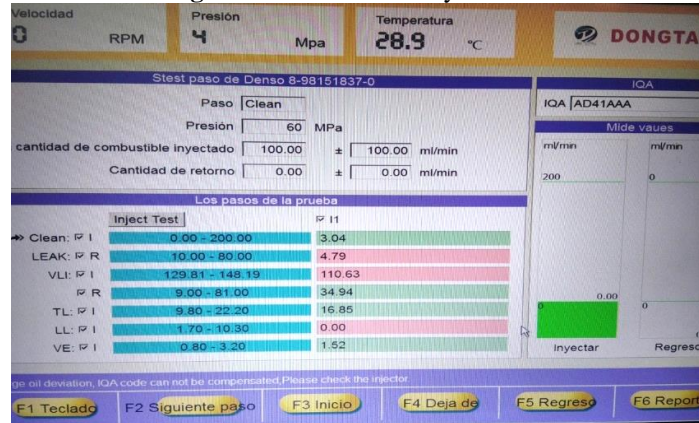 Velocidad
0 RPM
Presión
4 Mpa
Temperatura
28.9 °C
DONGTA
Stest paso de Denso 8-98151837-0
Paso Clean
Presión 60 MPa
cantidad de combustible inyectado 100.00 ± 100.00 ml/min
Cantidad de retorno 0.00 ± 0.00 ml/min
IQA
IQA AD41AAA
Mide vaues
ml/min ml/min
200 0
0.00
0 0
Inyectar Regreso
Los pasos de la prueba
Inject Test I1
Clean: I 0.00 - 200.00 3.04
LEAK: R 10.00 - 80.00 4.79
VLI: I 129.81 - 148.19 110.63
R 9.00 - 81.00 34.94
TL: I 9.80 - 22.20 16.85
LL: I 1.70 - 10.30 0.00
VE: I 0.80 - 3.20 1.52
ge oil deviation, IQA code can not be compensated,Please check the injector.
F1 Teclado F2 Siguiente paso F3 Inicio F4 Deja de F5 Regreso F6 Report